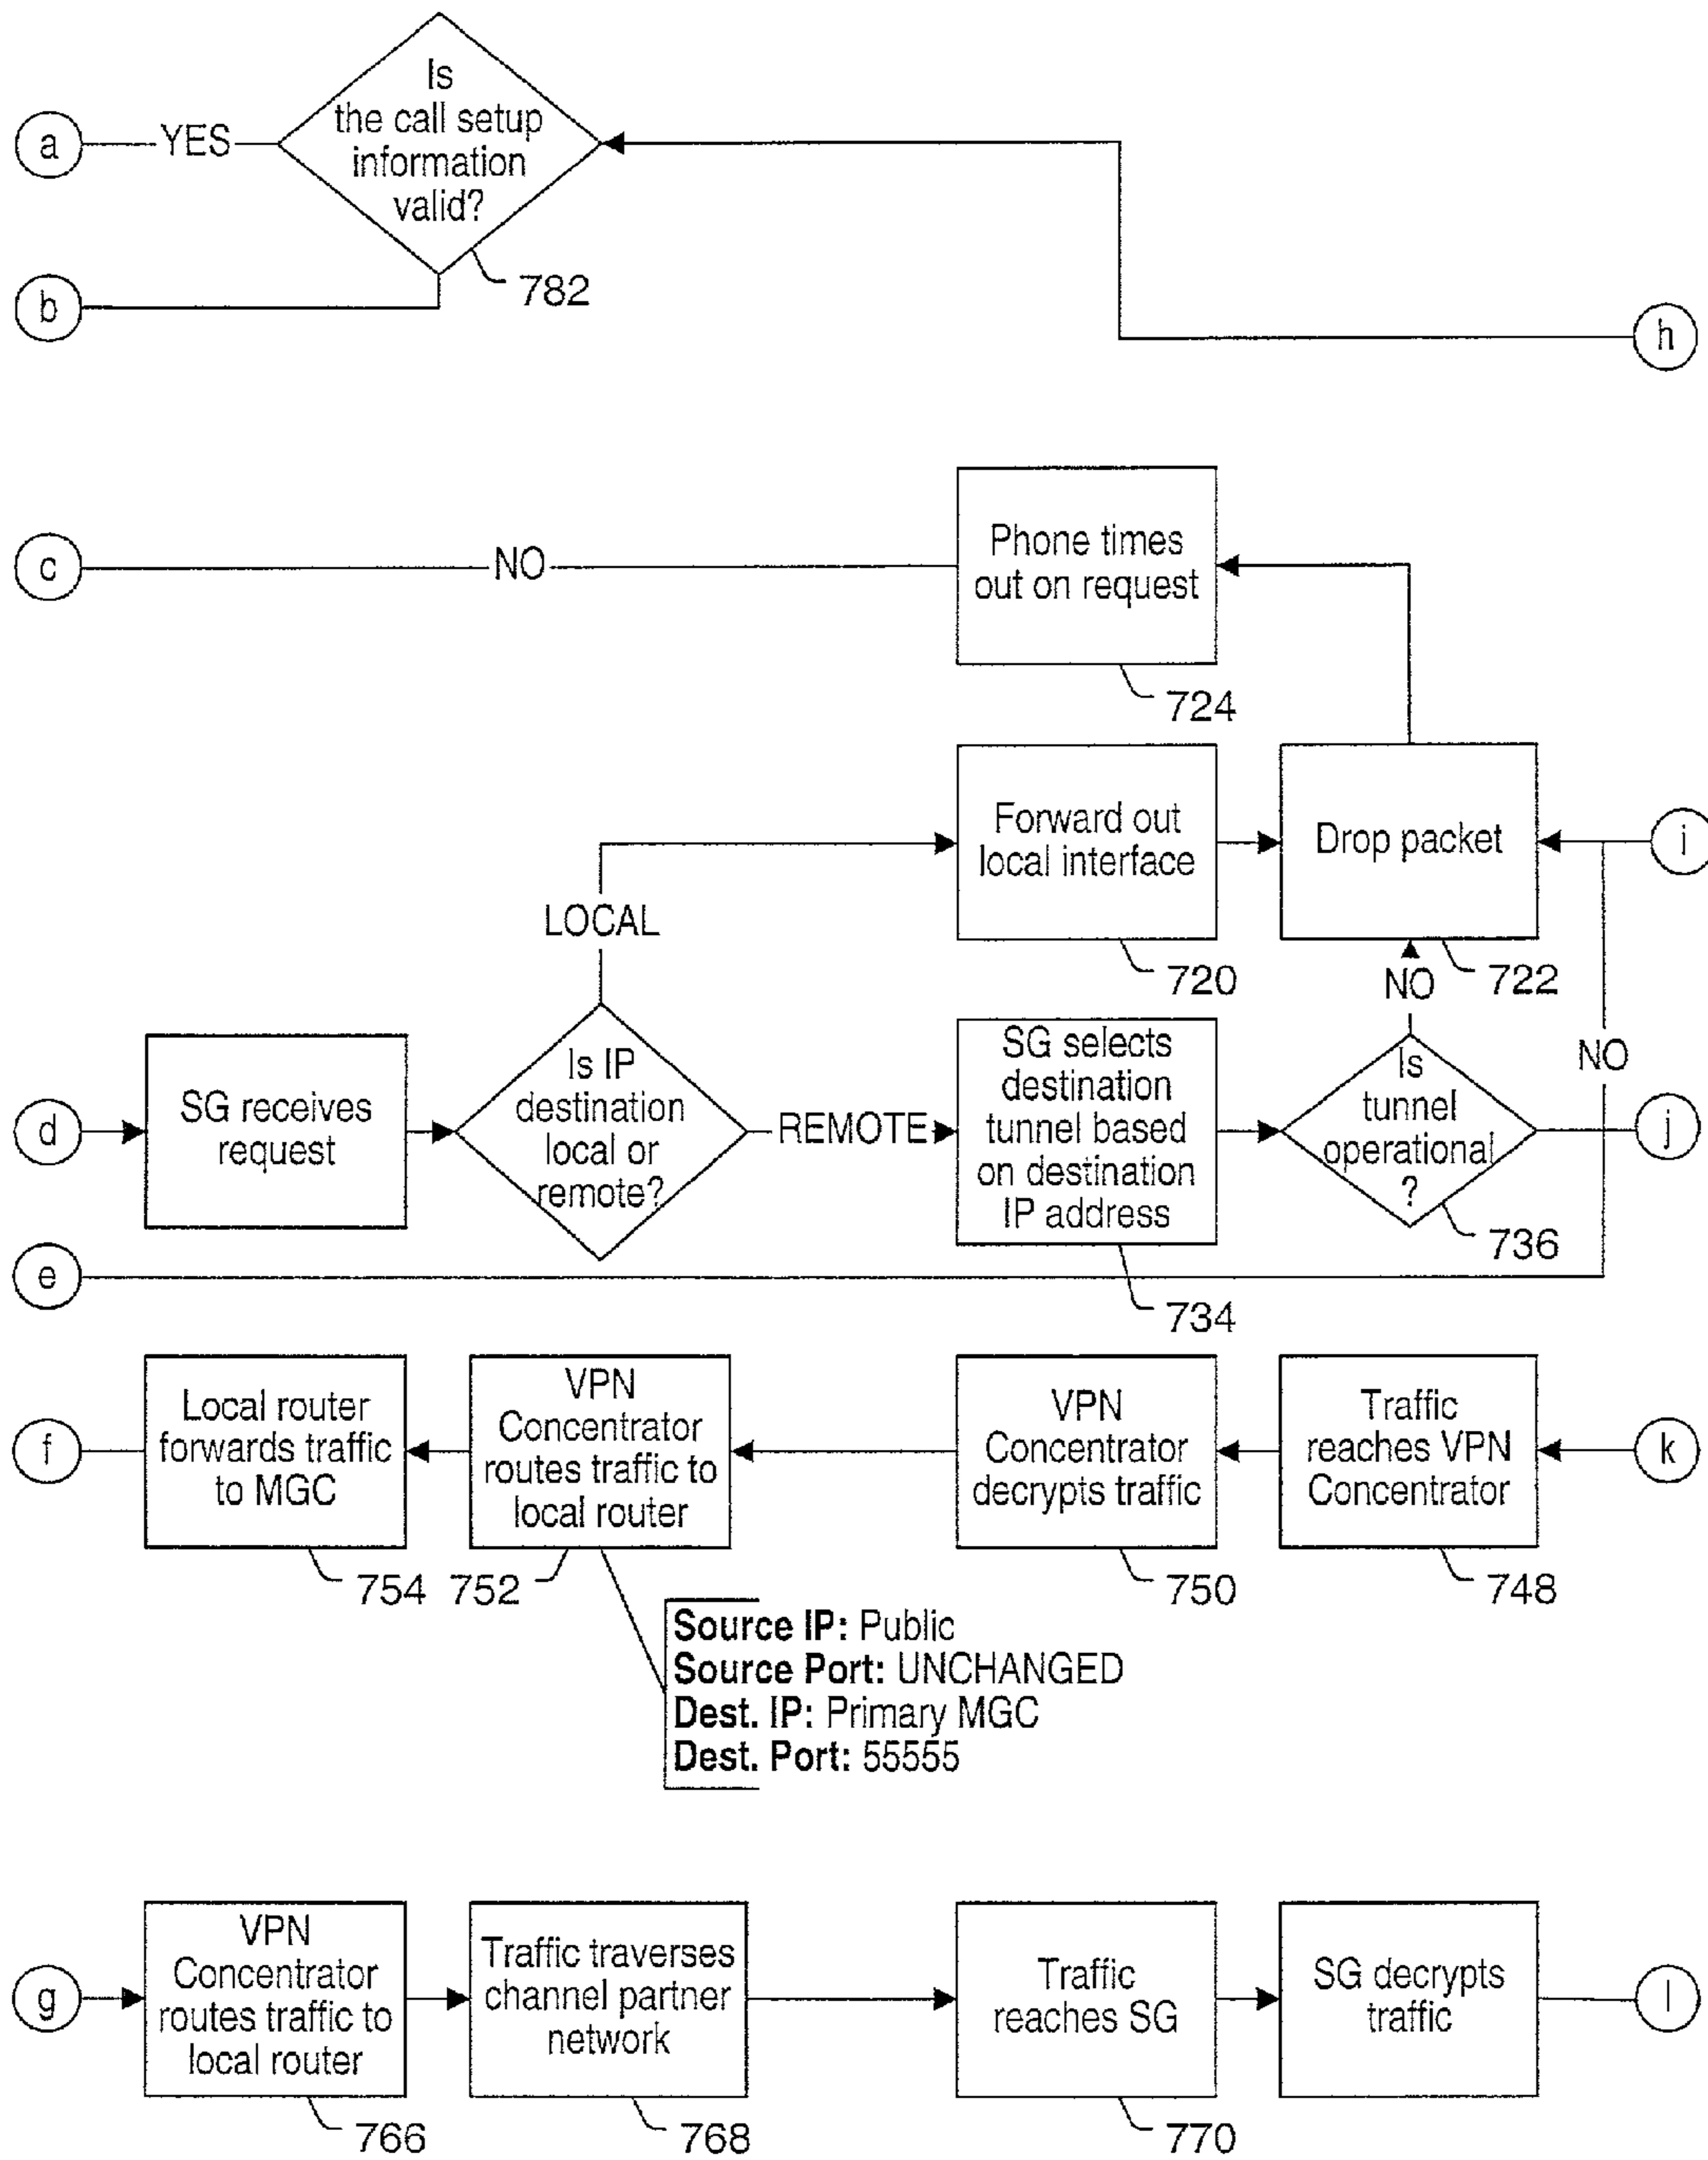 Is
the call setup
information
valid?
a
YES
782
b
h
Phone times
out on request
c
NO
724
Forward out
local interface
Drop packet
i
LOCAL
720
NO
722
SG receives
request
Is IP
destination
local or
remote?
REMOTE
SG selects
destination
tunnel based
on destination
IP address
Is
tunnel
operational
?
NO
d
j
736
e
734
Local router
forwards traffic
to MGC
VPN
Concentrator
routes traffic to
local router
VPN
Concentrator
decrypts traffic
Traffic
reaches VPN
Concentrator
f
k
754
752
750
748
Source IP: Public
Source Port: UNCHANGED
Dest. IP: Primary MGC
Dest. Port: 55555
g
VPN
Concentrator
routes traffic to
local router
Traffic traverses
channel partner
network
Traffic
reaches SG
SG decrypts
traffic
l
766
768
770